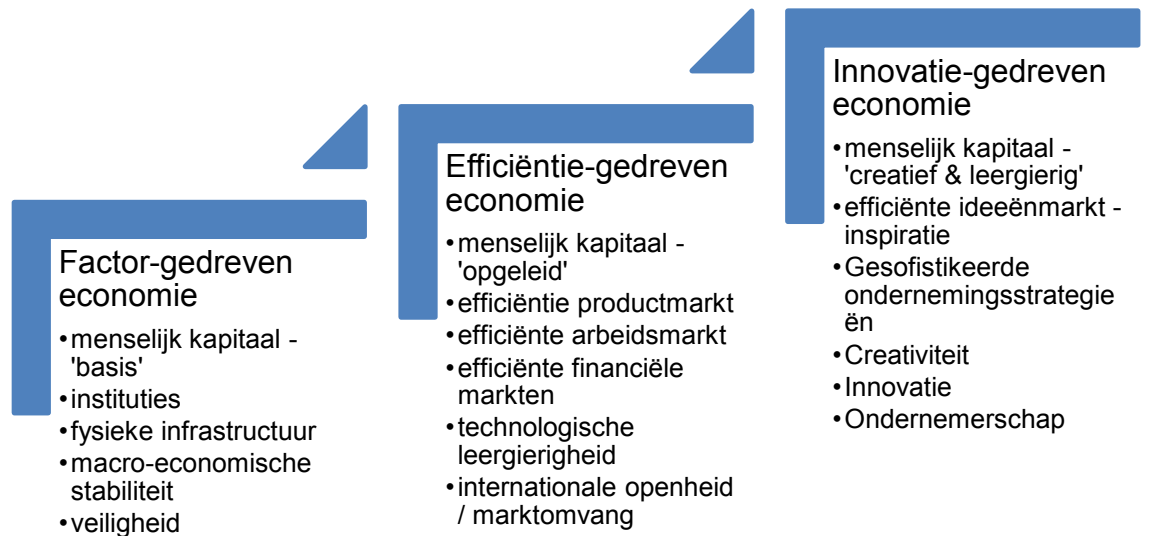 Factor-gedreven
economie
•menselijk kapitaal -
'basis'
•instituties
•fysieke infrastructuur
•macro-economische
stabiliteit
•veiligheid
Efficiëntie-gedreven
economie
•menselijk kapitaal -
'opgeleid'
•efficiëntie productmarkt
•efficiënte arbeidsmarkt
•efficiënte financiële
markten
•technologische
leergierigheid
•internationale openheid
/ marktomvang
Innovatie-gedreven
economie
•menselijk kapitaal -
'creatief & leergierig'
•efficiënte ideeënmarkt -
inspiratie
•Gesofistikeerde
ondernemingsstrategie
ën
•Creativiteit
•Innovatie
•Ondernemerschap